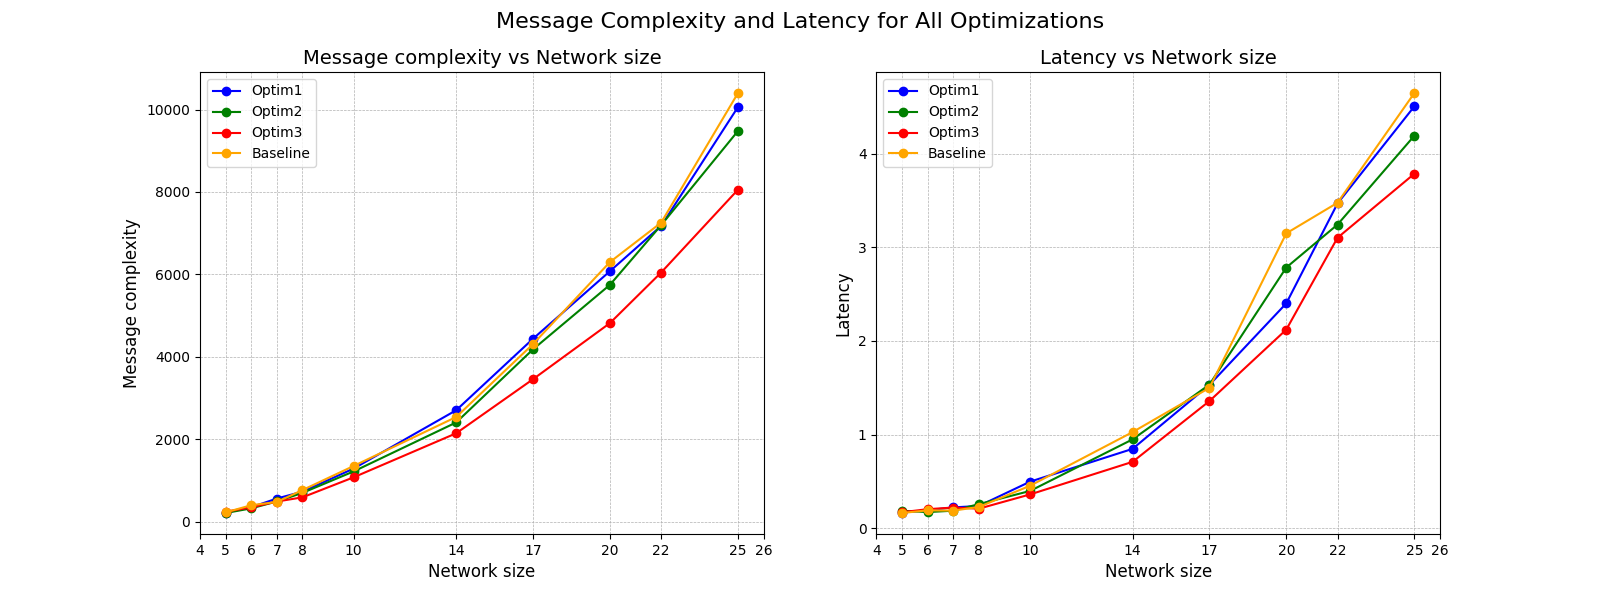 Message Complexity and Latency for All Optimizations
Message complexity vs Network size
Optim1
Optim2
Optim3
Baseline
Message complexity
10000
8000
6000
4000
2000
0
4 5 6 7 8 10 14 17 20 22 25 26
Network size
Latency vs Network size
Optim1
Optim2
Optim3
Baseline
Latency
4
3
2
1
0
4 5 6 7 8 10 14 17 20 22 25 26
Network size